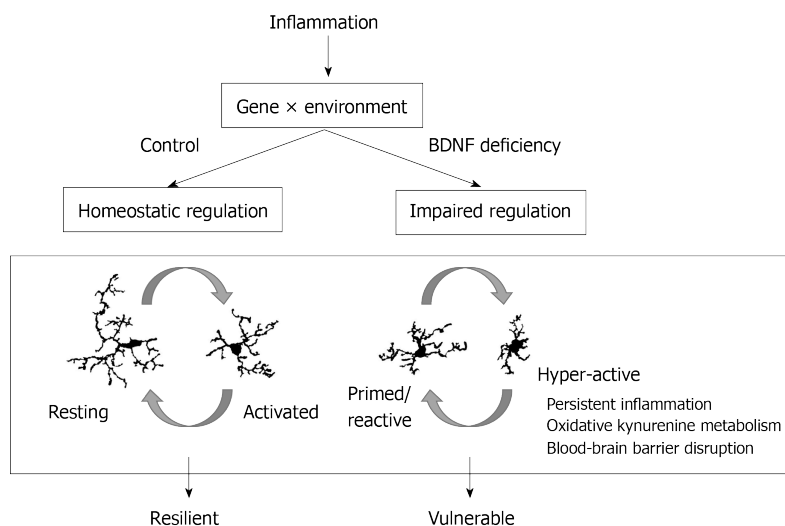 Inflammation
Gene × environment
Control
BDNF deficiency
Homeostatic regulation
Impaired regulation
Resting
Activated
Primed/
reactive
Hyper-active
Persistent inflammation
Oxidative kynurenine metabolism
Blood-brain barrier disruption
Resilient
Vulnerable